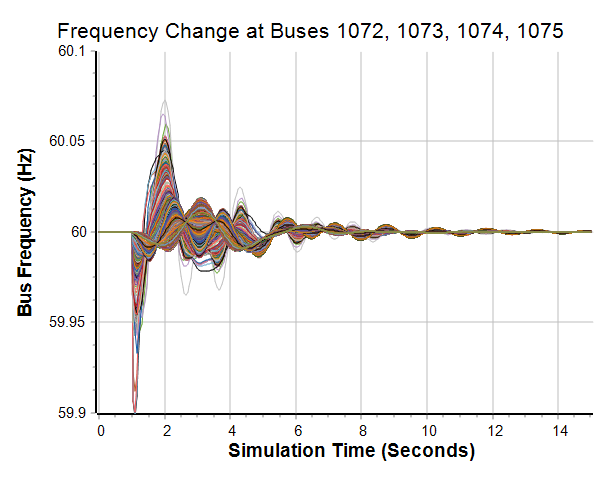 Frequency Change at Buses 1072, 1073, 1074, 1075
60.1
60.05
60
59.95
59.9
Bus Frequency (Hz)
0 2 4 6 8 10 12 14
Simulation Time (Seconds)